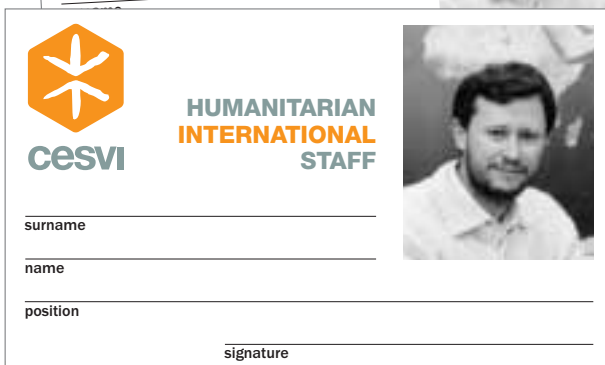 cesvi
HUMANITARIAN
INTERNATIONAL
STAFF
surname
name
position
signature